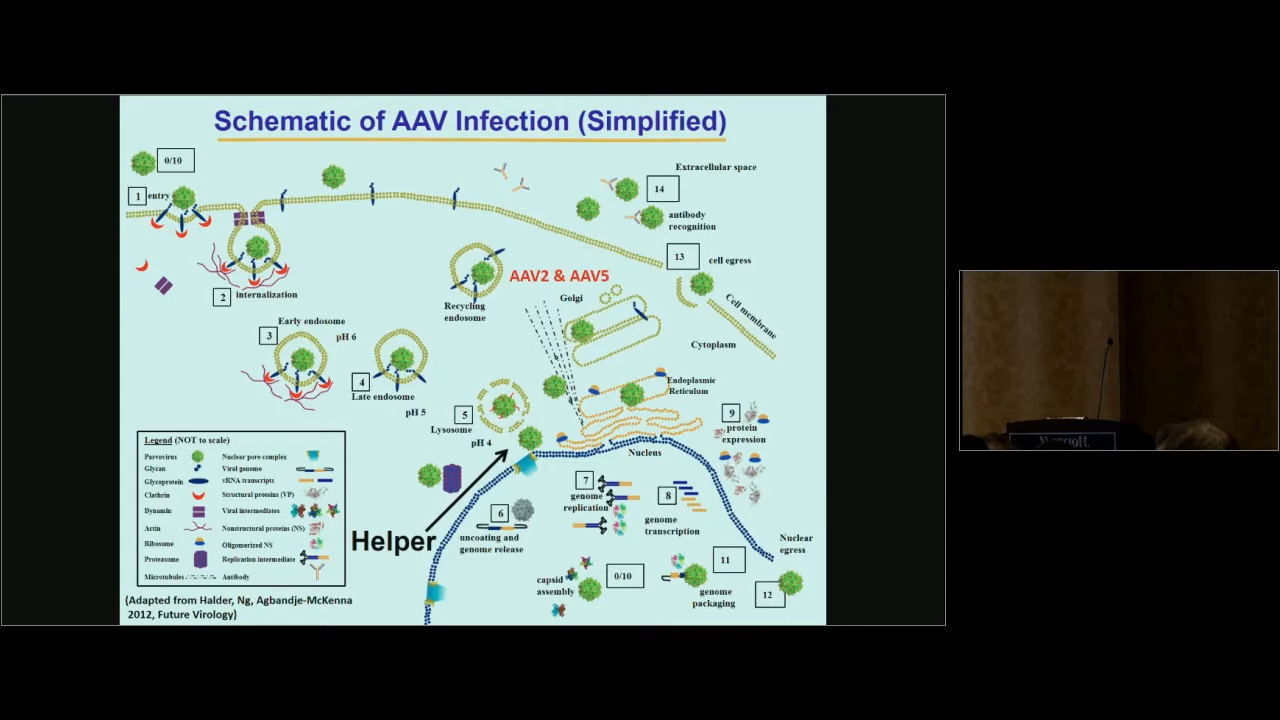 Schematic of AAV Infection (Simplified)
0/10
1 entry
2 internalization
Extracellular space
14
antibody
recognition
13
cell egress
Cell membrane
Recycling
endosome
AAV2 & AAV5
Golgi
Cytoplasm
Early endosome
3
pH 6
4
Late endosome
pH 5
5
Lysosome
pH 4
Endoplasmic
Reticulum
9
protein
expression
Nucleus
7
genome
replication
8
genome
transcription
6
uncoating and
genome release
Helper
Nuclear
egress
capsid
assembly
0/10
11
genome
packaging
12
Legend (NOT to scale)
Parvovirus
Glycan
Glycoprotein
Clathrin
Dynamin
Actin
Ribosome
Proteasome
Microtubules
Nuclear pore complex
Viral genome
vRNA transcripts
Structural proteins (VP)
Viral intermediates
Nonstructural proteins (NS)
Oligomerized NS
Replication intermediate
Antibody
(Adapted from Halder, Ng, Agbandje-McKenna
2012, Future Virology)
Marriott